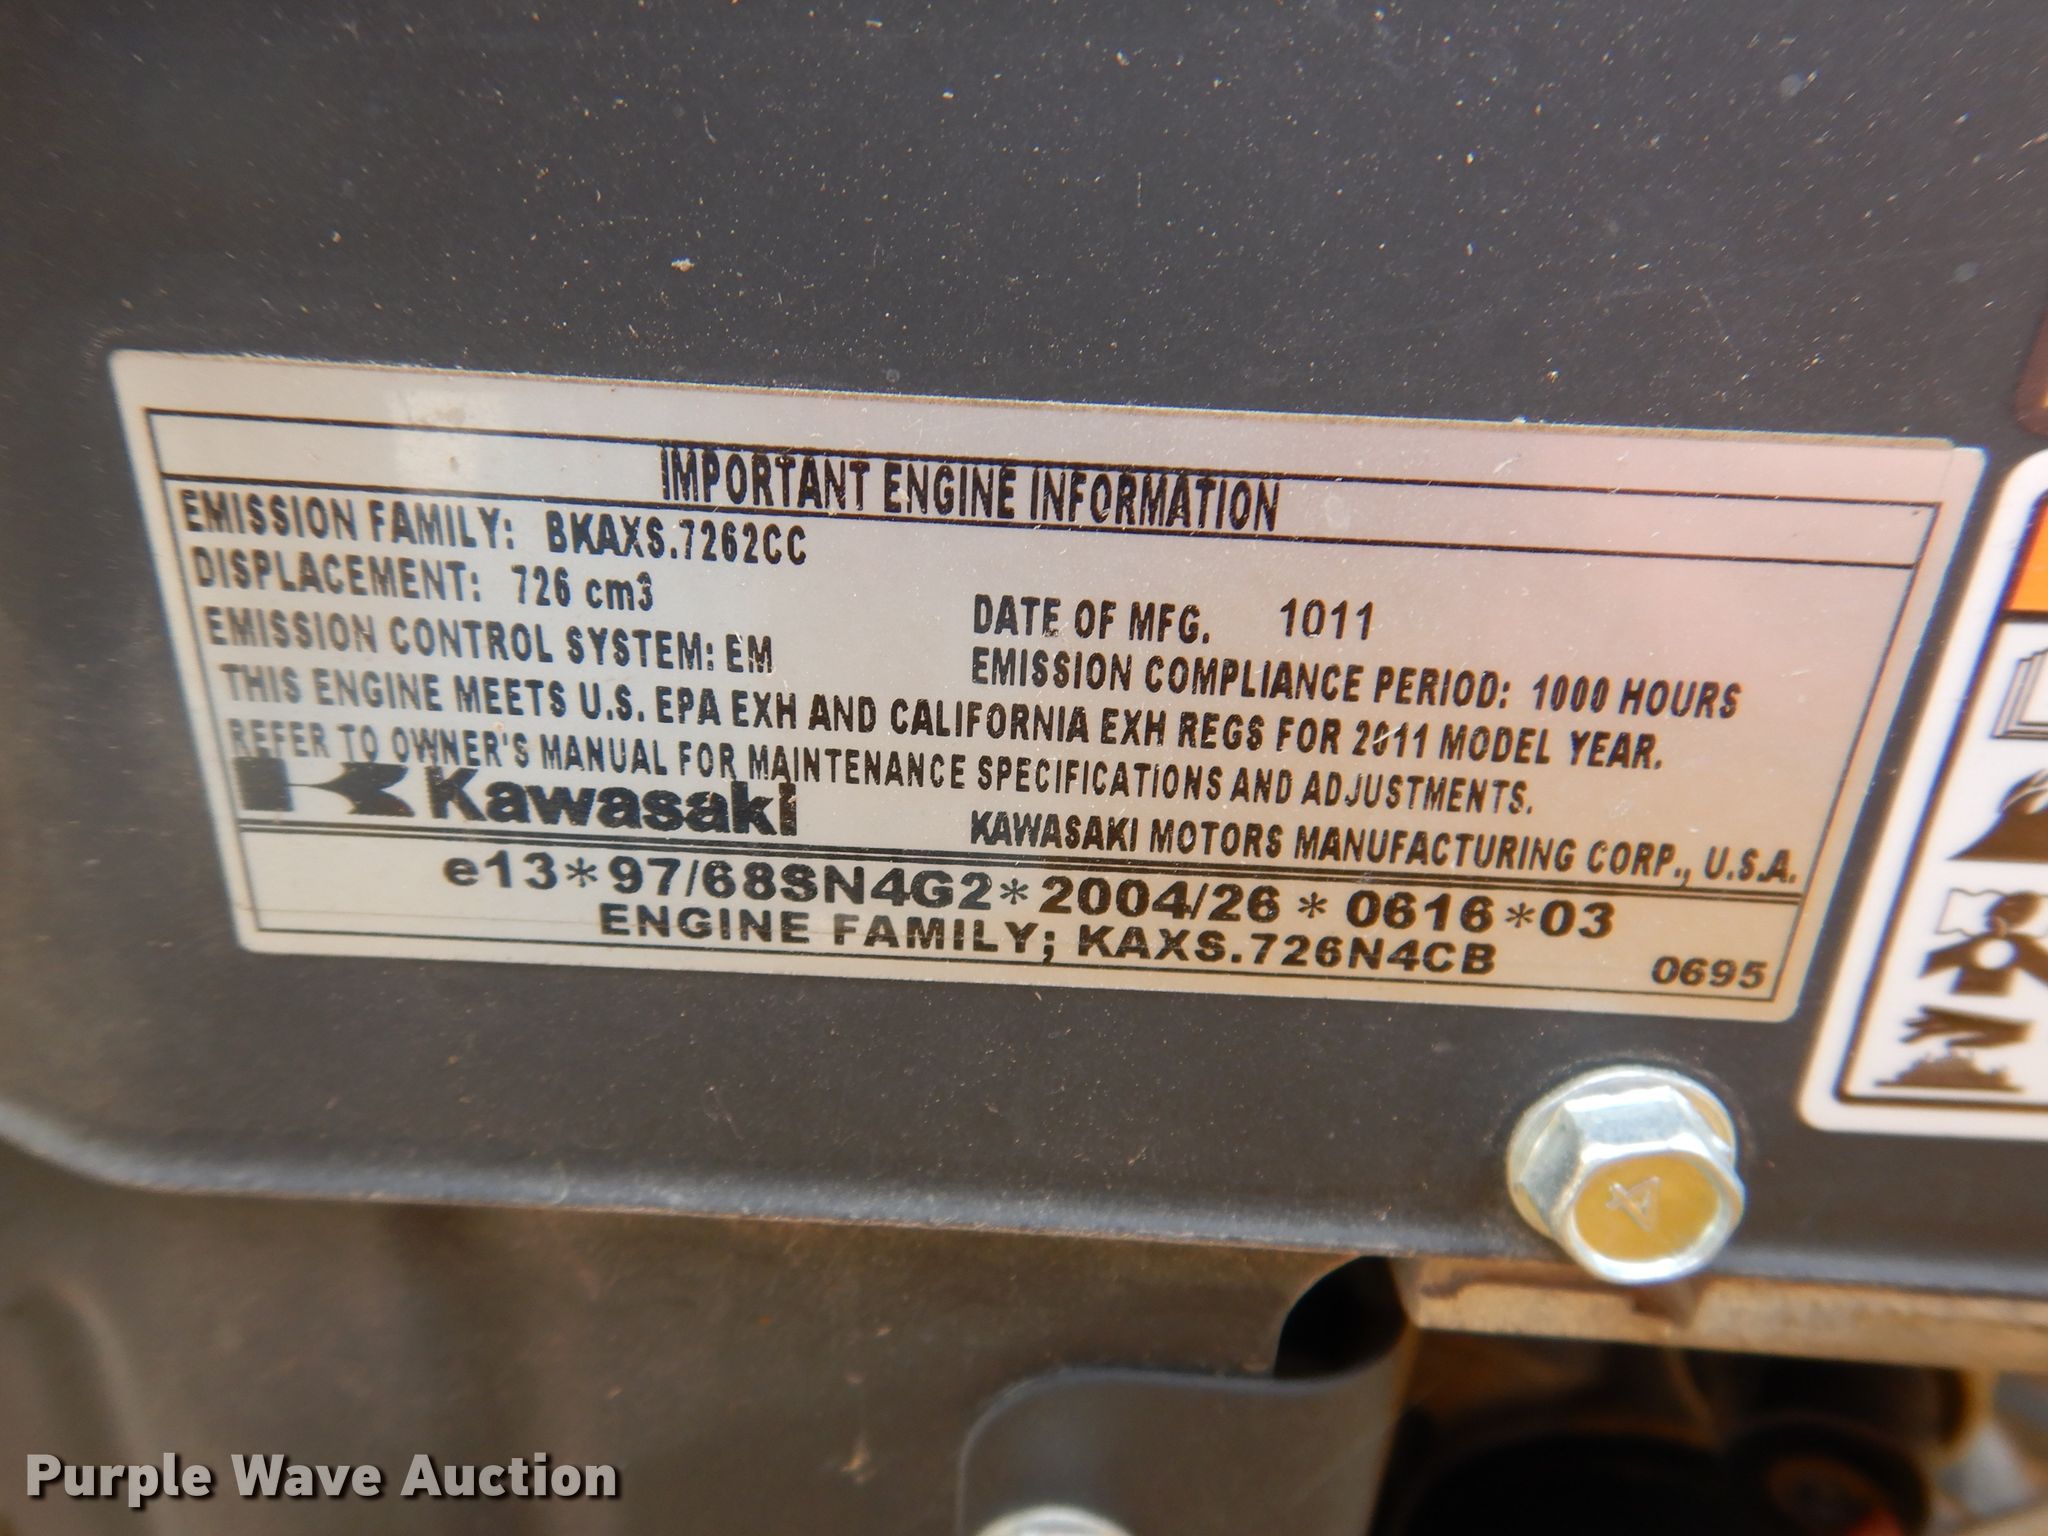 IMPORTANT ENGINE INFORMATION
EMISSION FAMILY: BKAXS.7262CC
DISPLACEMENT: 726 cm3
DATE OF MFG. 1011
EMISSION CONTROL SYSTEM: EM
EMISSION COMPLIANCE PERIOD: 1000 HOURS
THIS ENGINE MEETS U.S. EPA EXH AND CALIFORNIA EXH REGS FOR 2011 MODEL YEAR.
REFER TO OWNER'S MANUAL FOR MAINTENANCE SPECIFICATIONS AND ADJUSTMENTS.
Kawasaki
KAWASAKI MOTORS MANUFACTURING CORP., U.S.A.
e13*97/68SN4G2*2004/26*0616*03
ENGINE FAMILY; KAXS.726N4CB
0695
4
Purple Wave Auction